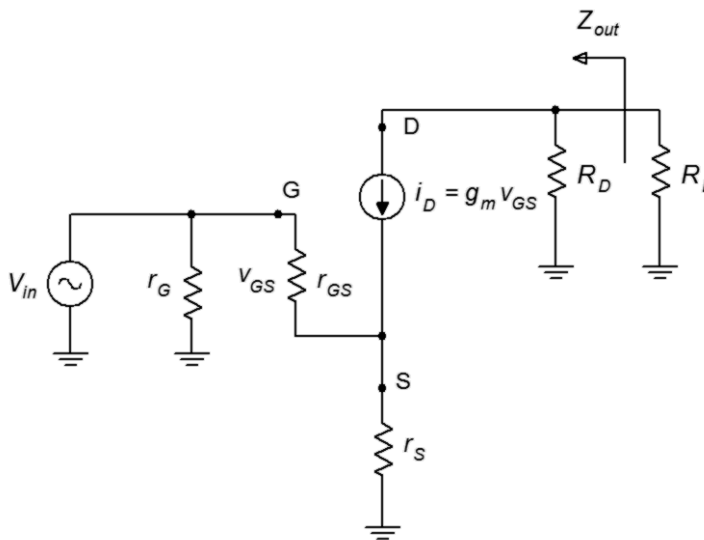 Z_out
D
R_D
R
i_D = g_m v_GS
G
V_in
r_G
v_GS
r_GS
S
r_S